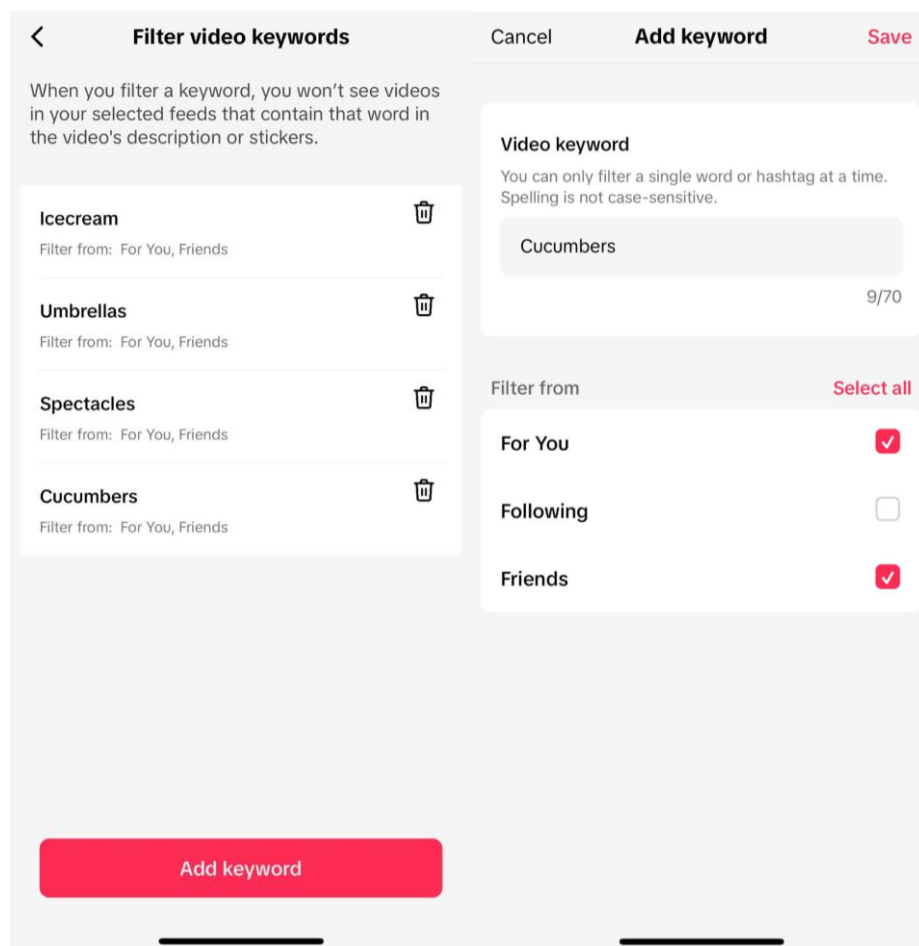 Filter video keywords
When you filter a keyword, you won't see videos
in your selected feeds that contain that word in
the video's description or stickers.
Icecream
Filter from: For You, Friends
Umbrellas
Filter from: For You, Friends
Spectacles
Filter from: For You, Friends
Cucumbers
Filter from: For You, Friends
Add keyword
Cancel
Add keyword
Save
Video keyword
You can only filter a single word or hashtag at a time.
Spelling is not case-sensitive.
Cucumbers
9/70
Filter from
Select all
For You
Following
Friends